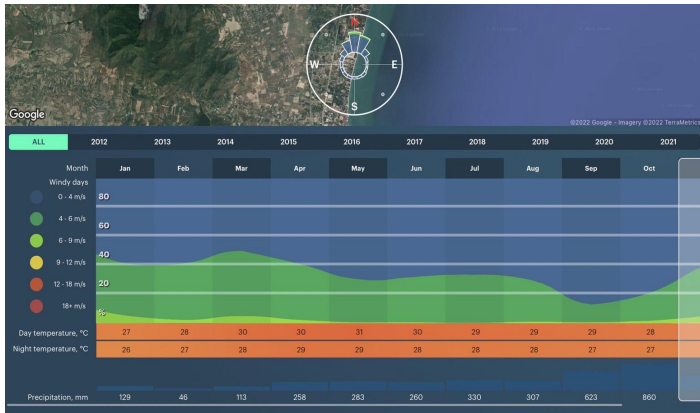 N
W
E
S
Google
©2022 Google - Imagery ©2022 TerraMetrics
ALL 2012 2013 2014 2015 2016 2017 2018 2019 2020 2021
Month Jan Feb Mar Apr May Jun Jul Aug Sep Oct
Windy days
0 - 4 m/s 80
4 - 6 m/s 60
6 - 9 m/s
9 - 12 m/s 40
12 - 18 m/s 20
18+ m/s %
Day temperature, °C 27 28 30 30 31 30 29 29 29 28
Night temperature, °C 26 27 28 29 29 28 28 28 27 27
Precipitation, mm 129 46 113 258 283 260 330 307 623 860